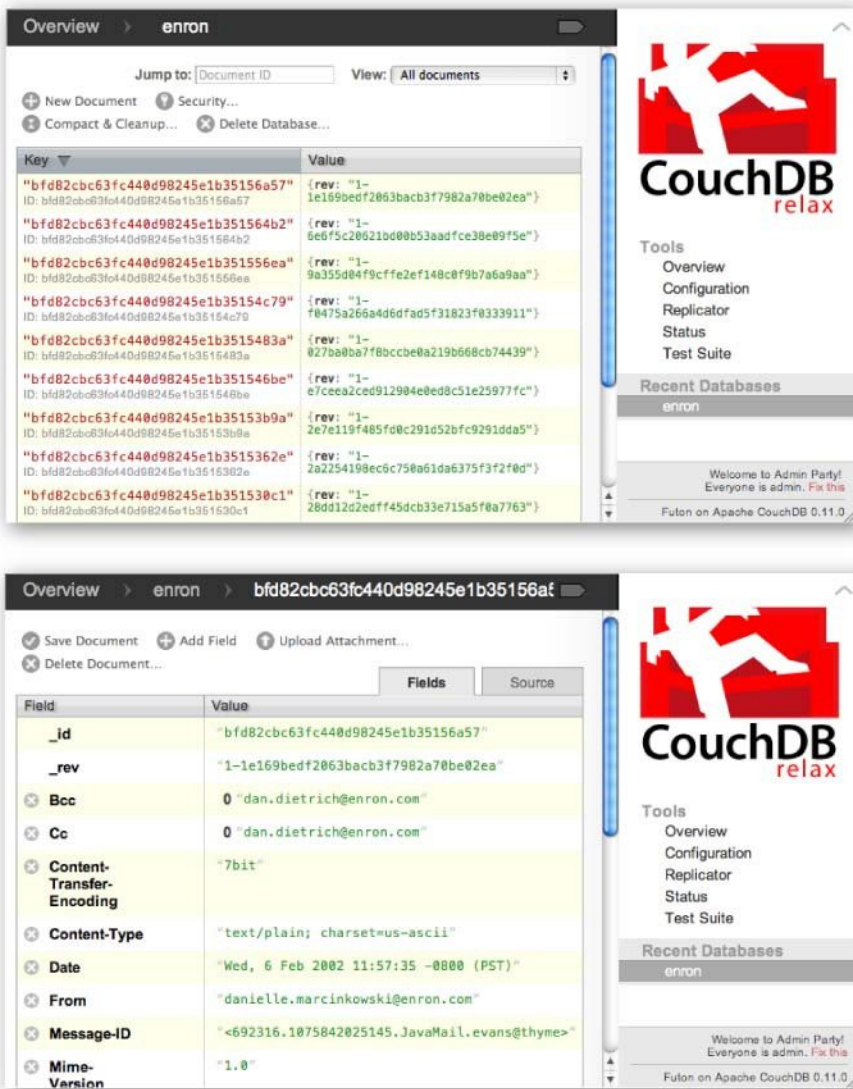 Overview > enron
Jump to: Document ID View: All documents
New Document Security...
Compact & Cleanup... Delete Database...
Key Value
"bfd82cbc63fc440d98245e1b35156a57" {rev: "1-
ID: bfd82cbc63fc440d98245e1b35156a57 1e169bedf2063bacb3f7982a70be02ea"}
"bfd82cbc63fc440d98245e1b351564b2" {rev: "1-
ID: bfd82cbc63fc440d98245e1b351564b2 6e6f5c20621bd00b53aadfce38e09f5e"}
"bfd82cbc63fc440d98245e1b351556ea" {rev: "1-
ID: bfd82cbc63fc440d98245e1b351556ea 9a355d04f9cffe2ef148c0f9b7a6a9aa"}
"bfd82cbc63fc440d98245e1b35154c79" {rev: "1-
ID: bfd82cbc63fc440d98245e1b35154c79 f0475a266a4d6dfad5f31823f0333911"}
"bfd82cbc63fc440d98245e1b3515483a" {rev: "1-
ID: bfd82cbc63fc440d98245e1b3515483a 027ba0ba7f8bccbe0a219b668cb74439"}
"bfd82cbc63fc440d98245e1b351546be" {rev: "1-
ID: bfd82cbc63fc440d98245e1b351546be e7ceea2ced912904e0ed8c51e25977fc"}
"bfd82cbc63fc440d98245e1b35153b9a" {rev: "1-
ID: bfd82cbc63fc440d98245e1b35153b9a 2e7e119f485fd0c291d52bfc9291dda5"}
"bfd82cbc63fc440d98245e1b3515362e" {rev: "1-
ID: bfd82cbc63fc440d98245e1b3515362e 2a2254198ec6c750a61da6375f3f2f0d"}
"bfd82cbc63fc440d98245e1b351530c1" {rev: "1-
ID: bfd82cbc63fc440d98245e1b351530c1 28dd12d2edff45dcb33e715a5f0a7763"}
CouchDB
relax
Tools
Overview
Configuration
Replicator
Status
Test Suite
Recent Databases
enron
Welcome to Admin Party!
Everyone is admin. Fix this
Futon on Apache CouchDB 0.11.0
Overview > enron > bfd82cbc63fc440d98245e1b35156a5
Save Document Add Field Upload Attachment...
Delete Document...
Fields Source
Field Value
_id "bfd82cbc63fc440d98245e1b35156a57"
_rev "1-1e169bedf2063bacb3f7982a70be02ea"
Bcc 0 "dan.dietrich@enron.com"
Cc 0 "dan.dietrich@enron.com"
Content- "7bit"
Transfer-
Encoding
Content-Type "text/plain; charset=us-ascii"
Date "Wed, 6 Feb 2002 11:57:35 -0800 (PST)"
From "danielle.marcinkowski@enron.com"
Message-ID "<692316.1075842025145.JavaMail.evans@thyme>"
Mime- "1.0"
Version
CouchDB
relax
Tools
Overview
Configuration
Replicator
Status
Test Suite
Recent Databases
enron
Welcome to Admin Party!
Everyone is admin. Fix this
Futon on Apache CouchDB 0.11.0